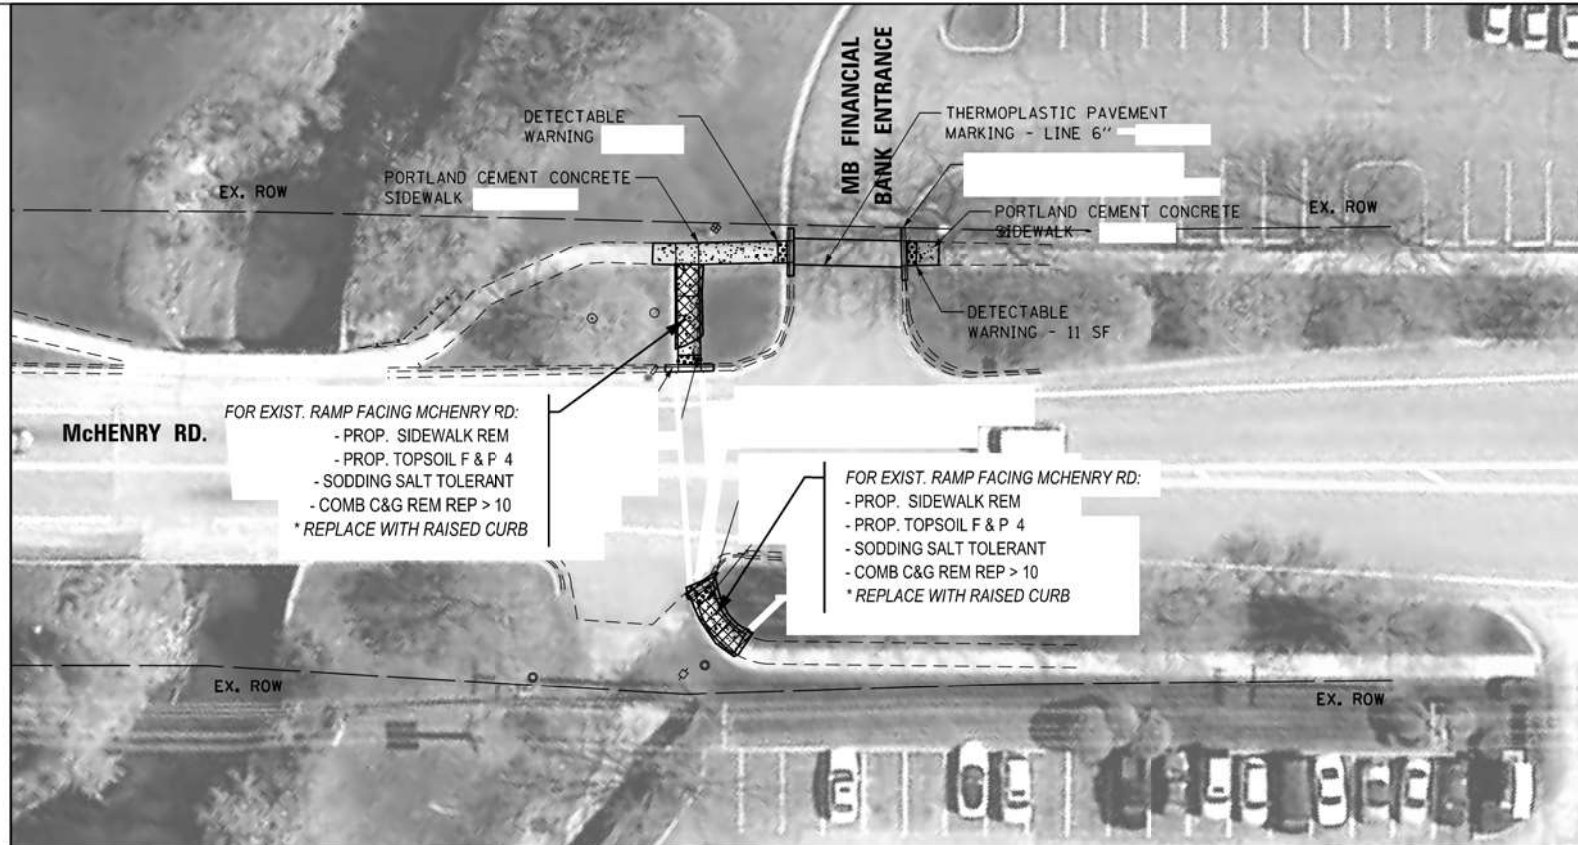 MB FINANCIAL
BANK ENTRANCE
DETECTABLE
WARNING
THERMOPLASTIC PAVEMENT
MARKING - LINE 6"
PORTLAND CEMENT CONCRETE
SIDEWALK
EX. ROW
PORTLAND CEMENT CONCRETE
SIDEWALK
EX. ROW
DETECTABLE
WARNING - 11 SF
McHENRY RD.
FOR EXIST. RAMP FACING MCHENRY RD:
- PROP. SIDEWALK REM
- PROP. TOPSOIL F & P 4
- SODDING SALT TOLERANT
- COMB C&G REM REP > 10
* REPLACE WITH RAISED CURB
FOR EXIST. RAMP FACING MCHENRY RD:
- PROP. SIDEWALK REM
- PROP. TOPSOIL F & P 4
- SODDING SALT TOLERANT
- COMB C&G REM REP > 10
* REPLACE WITH RAISED CURB
EX. ROW
EX. ROW